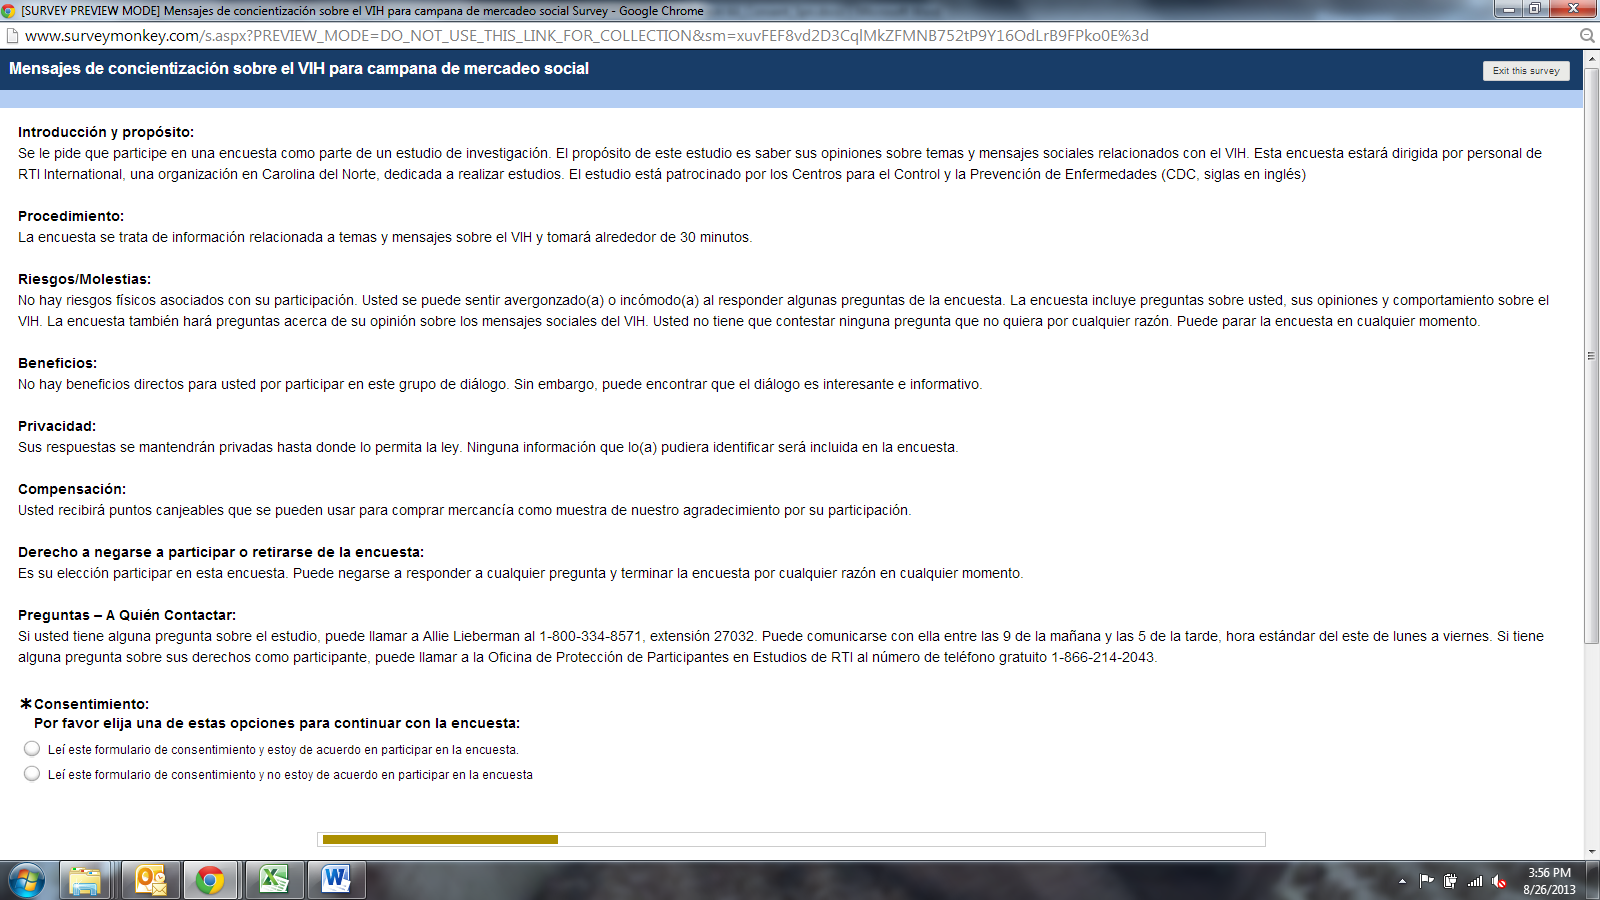 [SURVEY PREVIEW MODE] Mensajes de concientización sobre el VIH para campana de mercadeo social Survey - Google Chrome
www.surveymonkey.com/s.aspx?PREVIEW_MODE=DO_NOT_USE_THIS_LINK_FOR_COLLECTION&sm=xuvFEF8vd2D3CqlMkZFMNB752tP9Y16OdLrB9FPko0E%3d
Mensajes de concientización sobre el VIH para campana de mercadeo social
Exit this survey
Introducción y propósito:
Se le pide que participe en una encuesta como parte de un estudio de investigación. El propósito de este estudio es saber sus opiniones sobre temas y mensajes sociales relacionados con el VIH. Esta encuesta estará dirigida por personal de
RTI International, una organización en Carolina del Norte, dedicada a realizar estudios. El estudio está patrocinado por los Centros para el Control y la Prevención de Enfermedades (CDC, siglas en inglés)
Procedimiento:
La encuesta se trata de información relacionada a temas y mensajes sobre el VIH y tomará alrededor de 30 minutos.
Riesgos/Molestias:
No hay riesgos físicos asociados con su participación. Usted se puede sentir avergonzado(a) o incómodo(a) al responder algunas preguntas de la encuesta. La encuesta incluye preguntas sobre usted, sus opiniones y comportamiento sobre el
VIH. La encuesta también hará preguntas acerca de su opinión sobre los mensajes sociales del VIH. Usted no tiene que contestar ninguna pregunta que no quiera por cualquier razón. Puede parar la encuesta en cualquier momento.
Beneficios:
No hay beneficios directos para usted por participar en este grupo de diálogo. Sin embargo, puede encontrar que el diálogo es interesante e informativo.
Privacidad:
Sus respuestas se mantendrán privadas hasta donde lo permita la ley. Ninguna información que lo(a) pudiera identificar será incluida en la encuesta.
Compensación:
Usted recibirá puntos canjeables que se pueden usar para comprar mercancía como muestra de nuestro agradecimiento por su participación.
Derecho a negarse a participar o retirarse de la encuesta:
Es su elección participar en esta encuesta. Puede negarse a responder a cualquier pregunta y terminar la encuesta por cualquier razón en cualquier momento.
Preguntas – A Quién Contactar:
Si usted tiene alguna pregunta sobre el estudio, puede llamar a Allie Lieberman al 1-800-334-8571, extensión 27032. Puede comunicarse con ella entre las 9 de la mañana y las 5 de la tarde, hora estándar del este de lunes a viernes. Si tiene
alguna pregunta sobre sus derechos como participante, puede llamar a la Oficina de Protección de Participantes en Estudios de RTI al número de teléfono gratuito 1-866-214-2043.
*Consentimiento:
Por favor elija una de estas opciones para continuar con la encuesta:
Leí este formulario de consentimiento y estoy de acuerdo en participar en la encuesta.
Leí este formulario de consentimiento y no estoy de acuerdo en participar en la encuesta
3:56 PM
8/26/2013